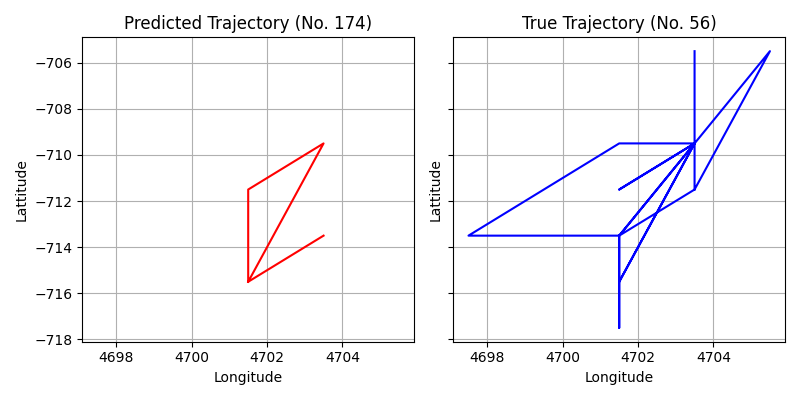 Predicted Trajectory (No. 174)
True Trajectory (No. 56)
Lattitude
−706
−708
−710
−712
−714
−716
−718
4698
4700
4702
4704
Longitude
Lattitude
4698
4700
4702
4704
Longitude